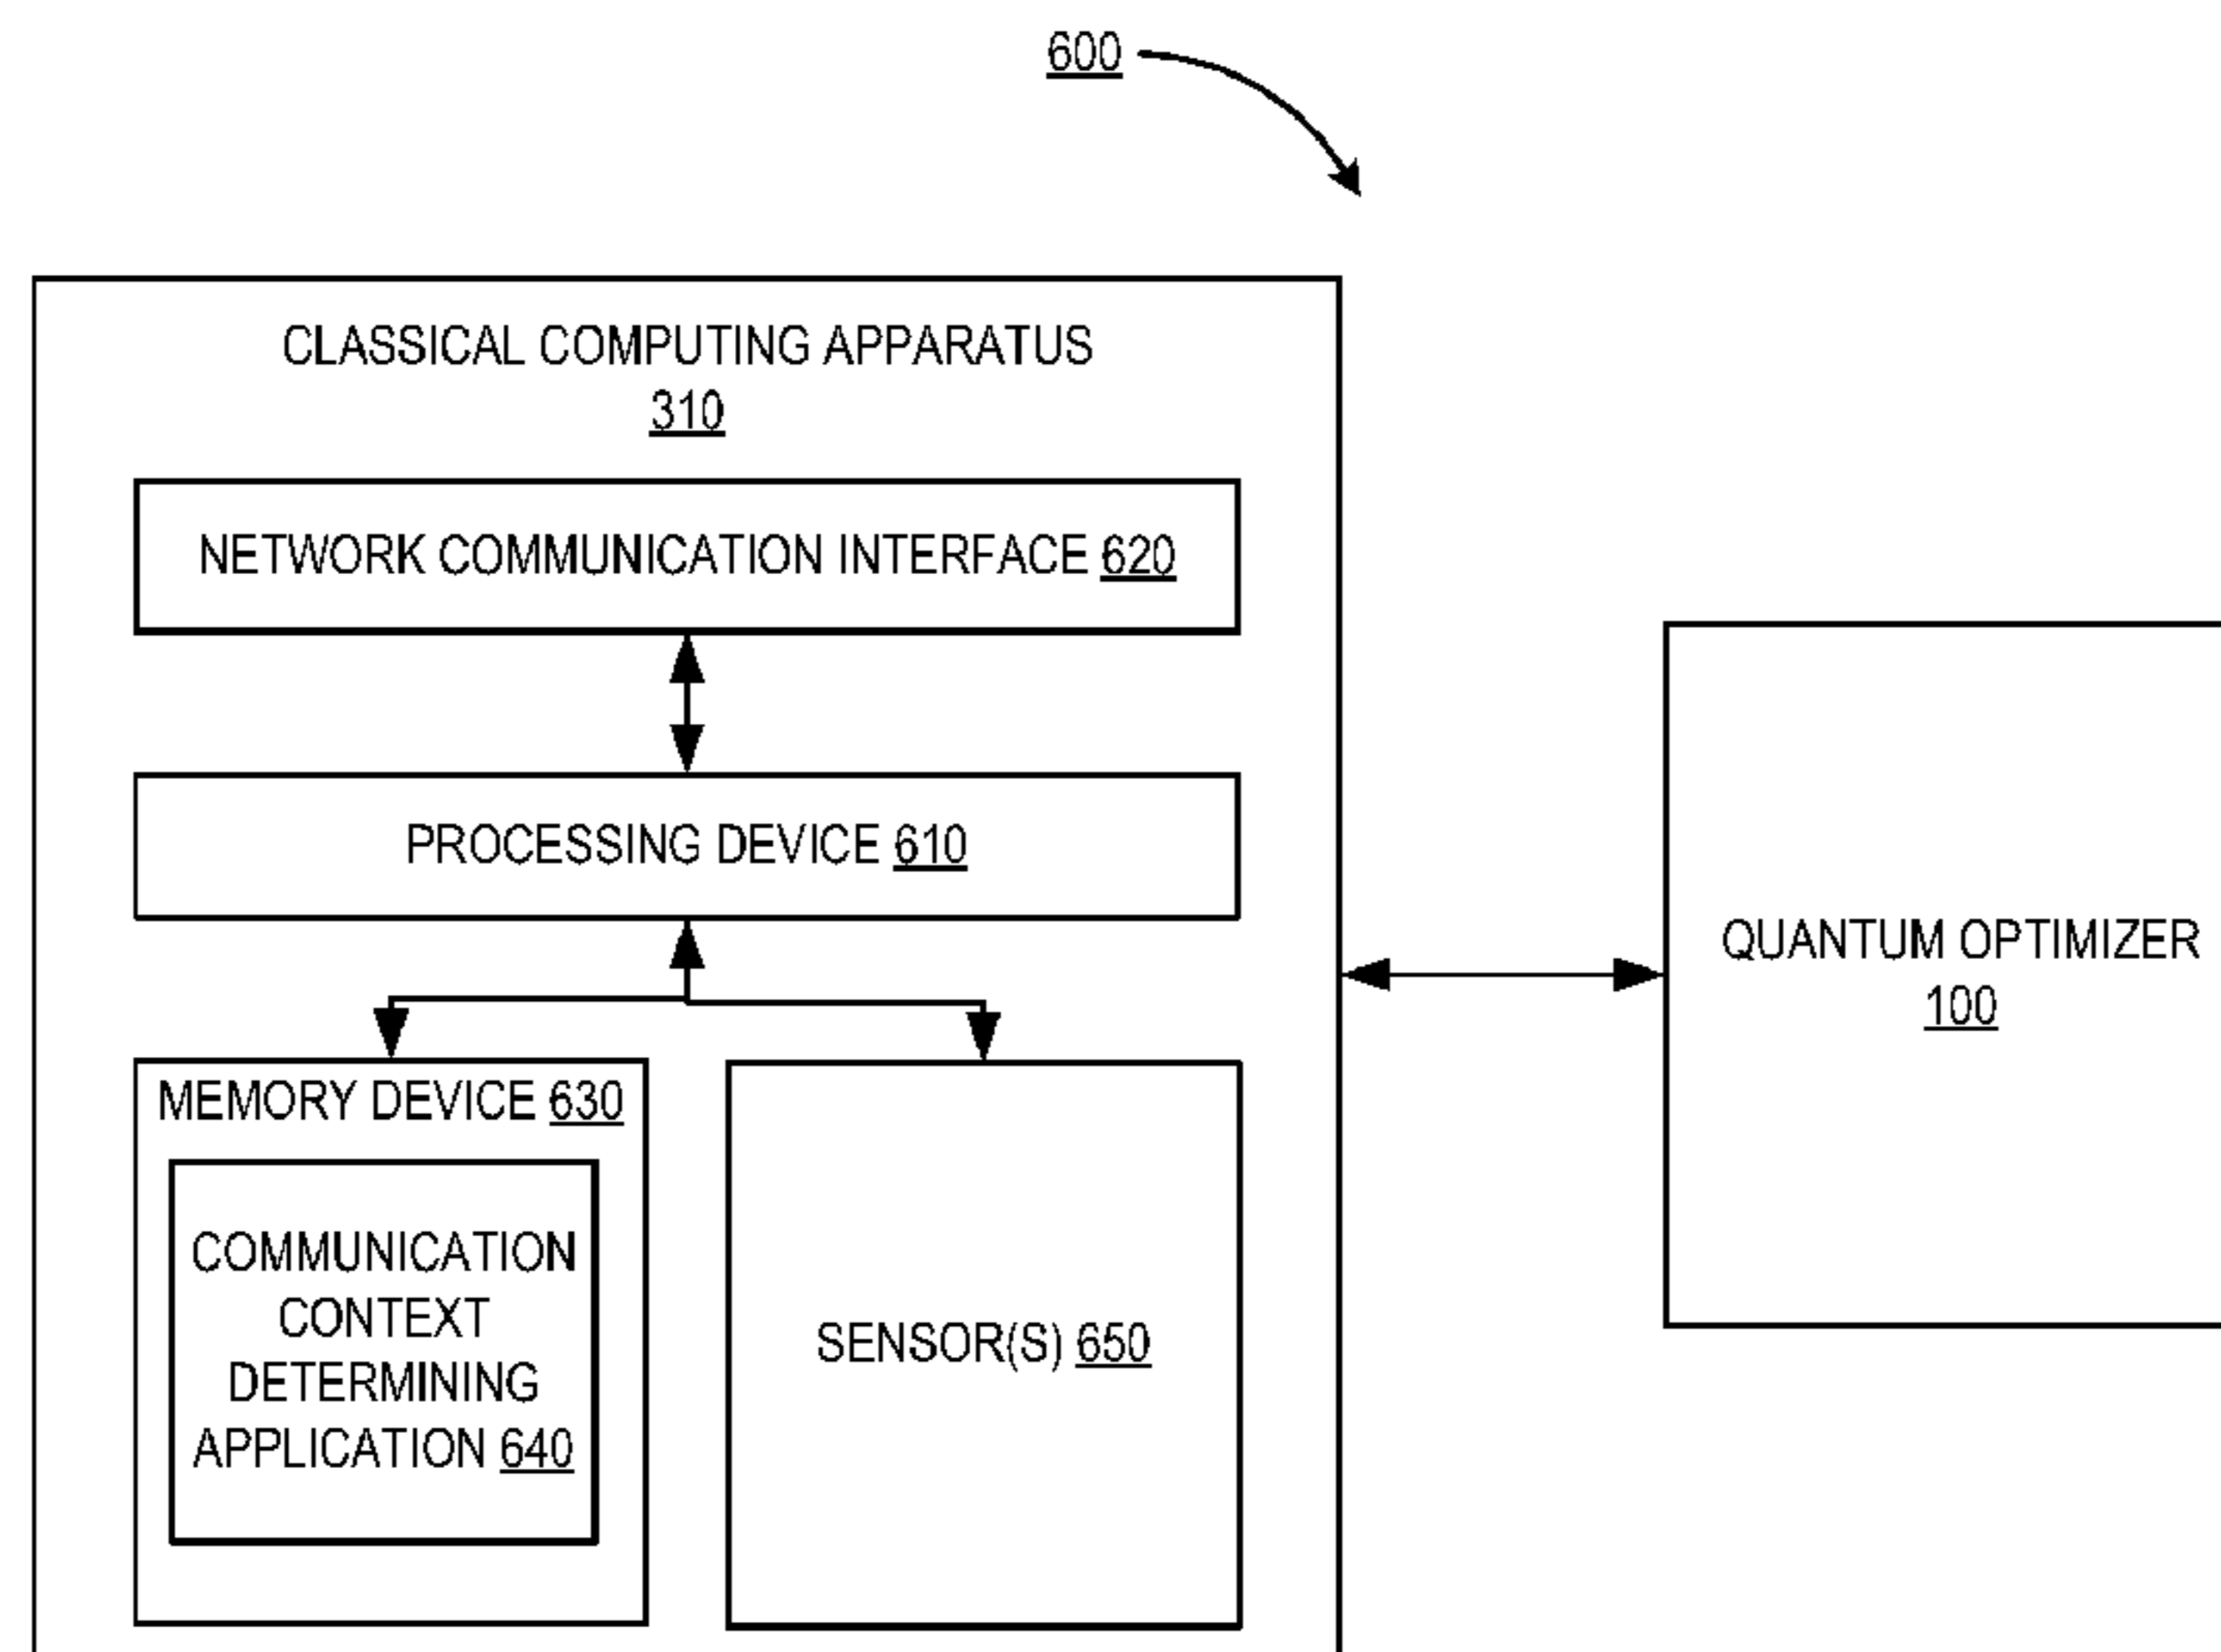 600
CLASSICAL COMPUTING APPARATUS
310
NETWORK COMMUNICATION INTERFACE 620
PROCESSING DEVICE 610
QUANTUM OPTIMIZER
100
MEMORY DEVICE 630
COMMUNICATION
CONTEXT
DETERMINING
APPLICATION 640
SENSOR(S) 650